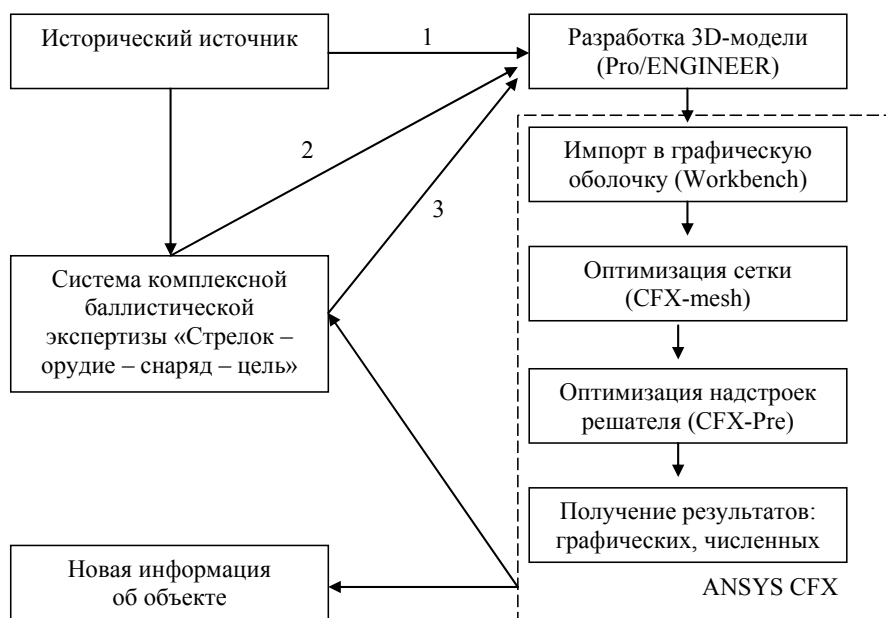 Исторический источник
1
Разработка 3D-модели
(Pro/ENGINEER)
2
Импорт в графическую
оболочку (Workbench)
3
Система комплексной
баллистической
экспертизы «Стрелок –
орудие – снаряд – цель»
Оптимизация сетки
(CFX-mesh)
Оптимизация надстроек
решателя (CFX-Pre)
Получение результатов:
графических, численных
Новая информация
об объекте
ANSYS CFX